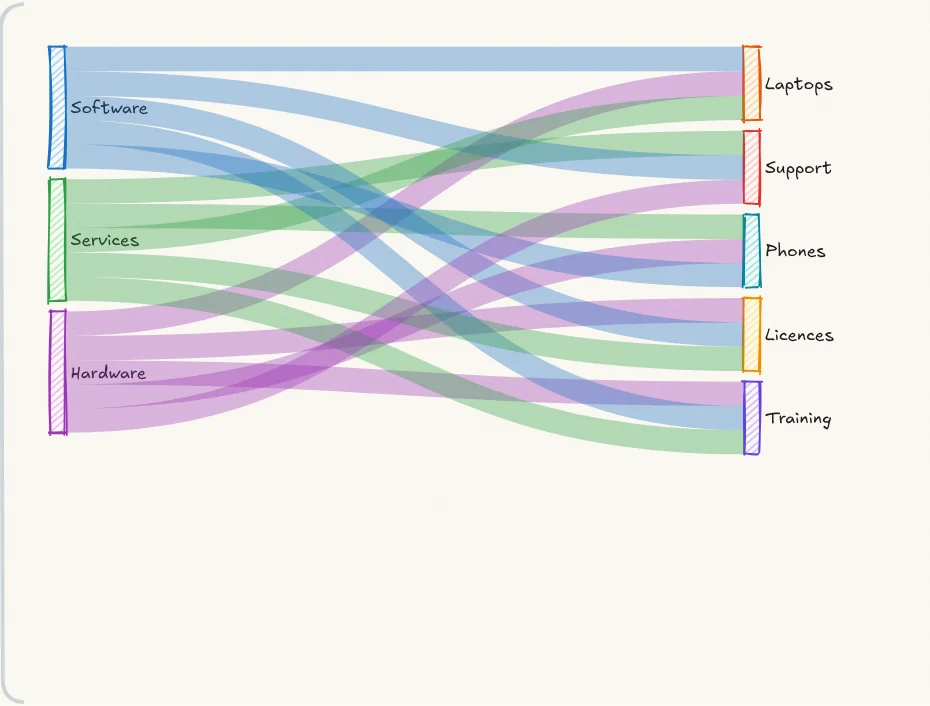 Software
Services
Hardware
Laptops
Support
Phones
Licences
Training